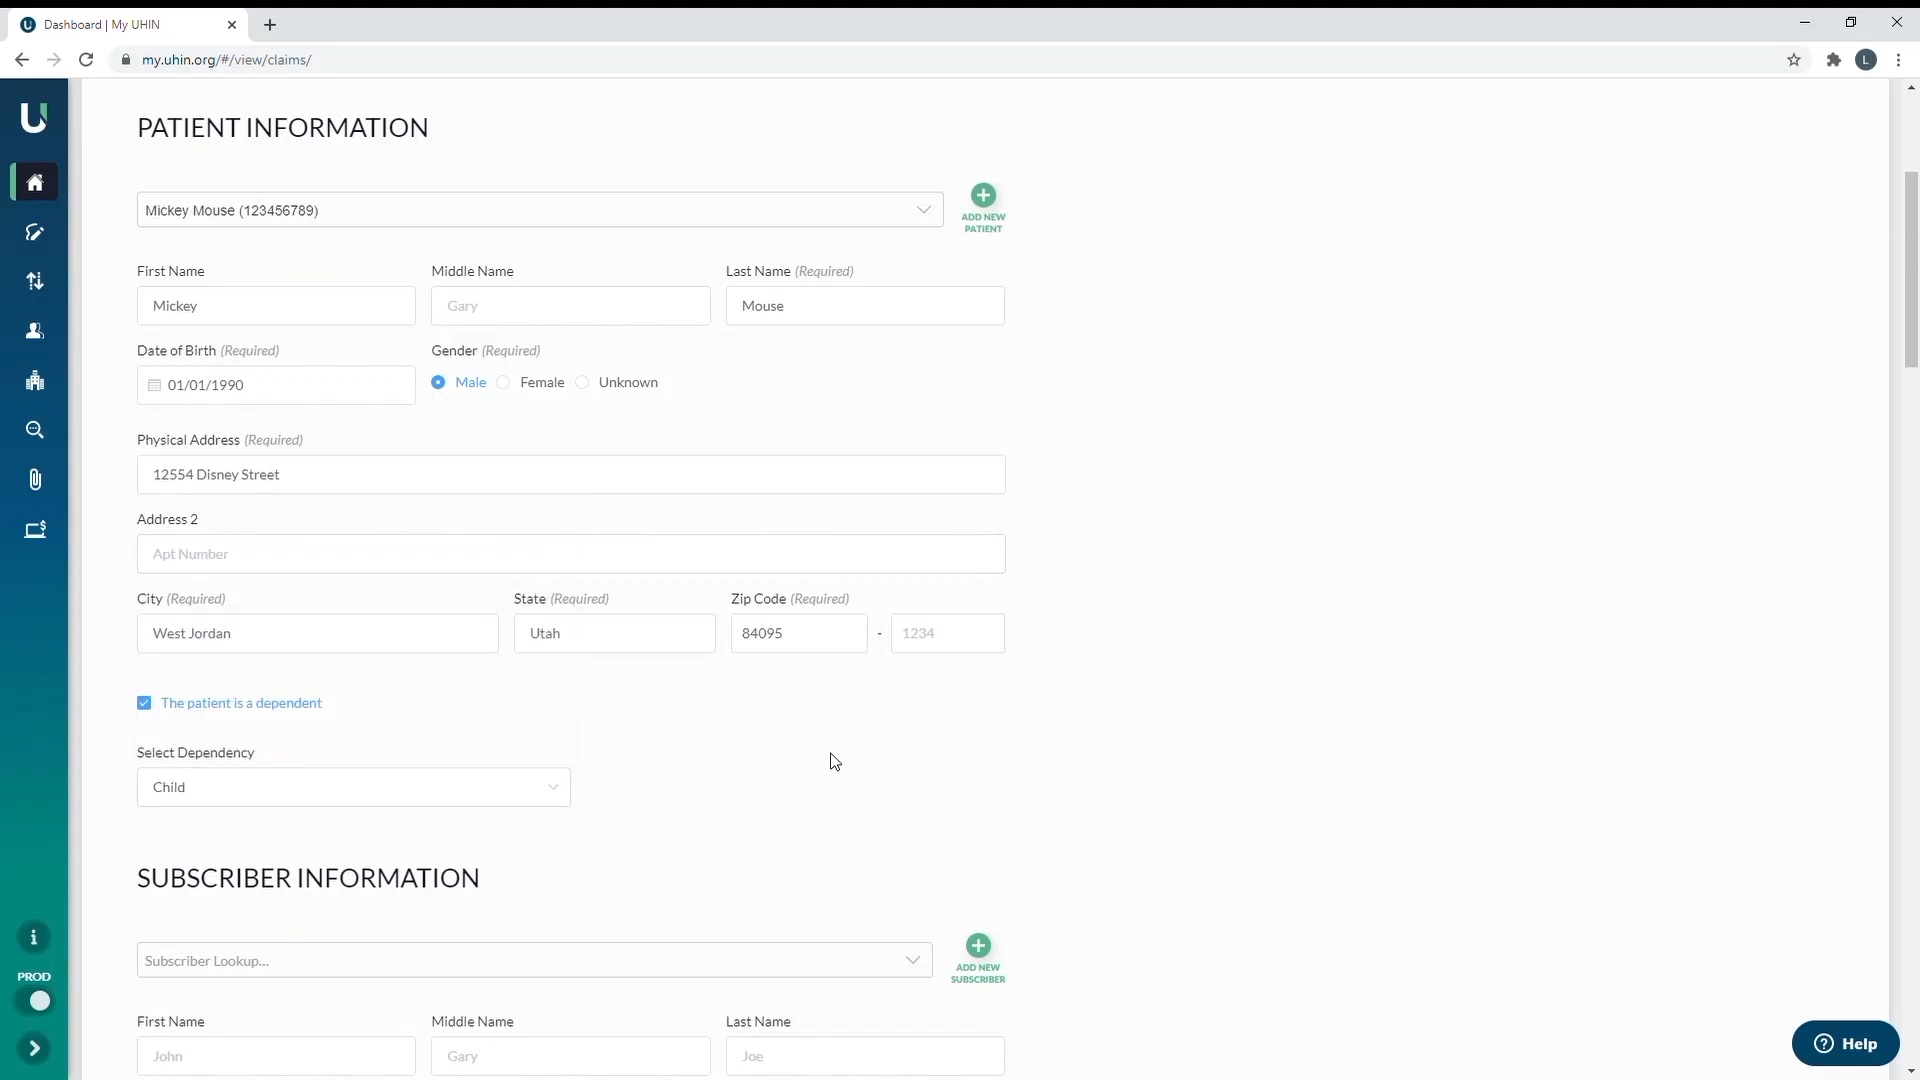 Dashboard | My UHIN
my.uhin.org/#/view/claims/
L
PATIENT INFORMATION
Mickey Mouse (123456789)
ADD NEW
PATIENT
First Name
Middle Name
Last Name (Required)
Mickey
Gary
Mouse
Date of Birth (Required)
Gender (Required)
01/01/1990
Male
Female
Unknown
Physical Address (Required)
12554 Disney Street
Address 2
Apt Number
City (Required)
State (Required)
Zip Code (Required)
West Jordan
Utah
84095
-
1234
The patient is a dependent
Select Dependency
Child
SUBSCRIBER INFORMATION
Subscriber Lookup...
ADD NEW
SUBSCRIBER
First Name
Middle Name
Last Name
John
Gary
Joe
PROD
Help